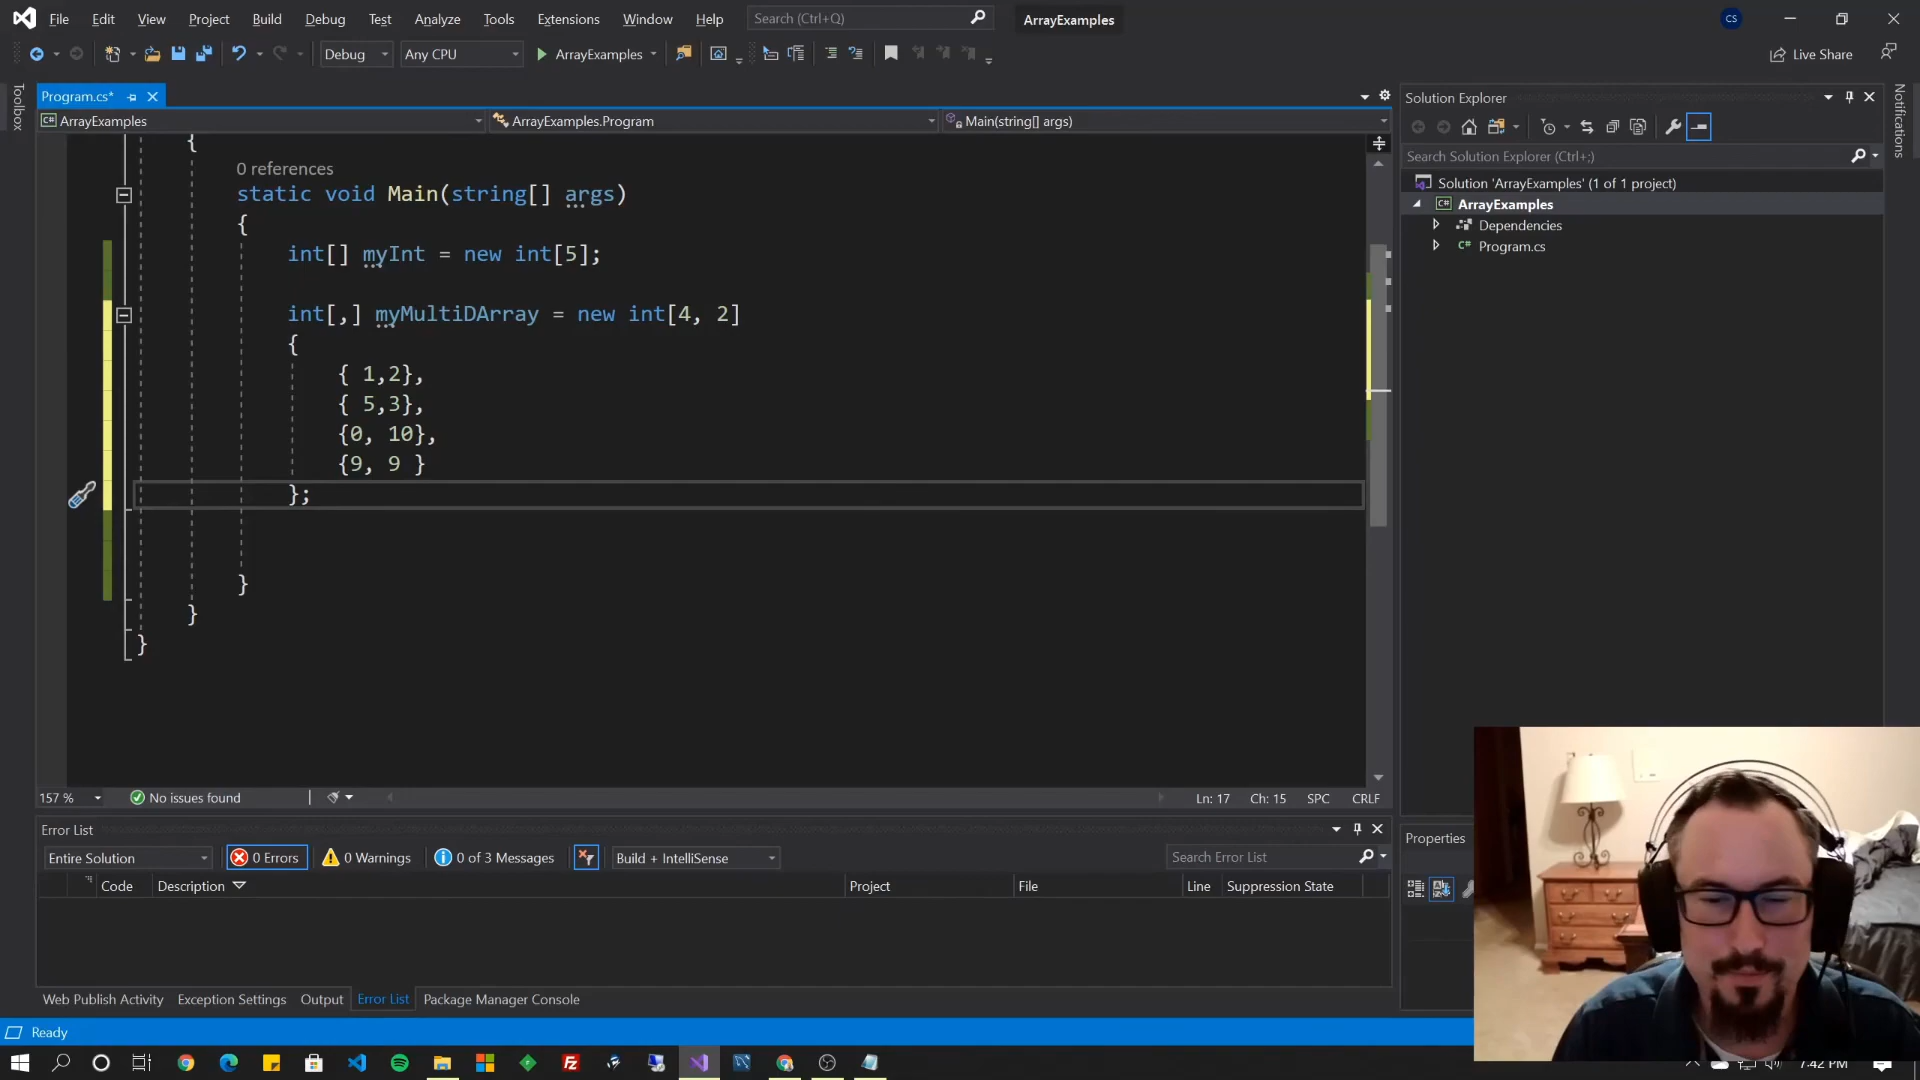 File Edit View Project Build Debug Test Analyze Tools Extensions Window Help Search (Ctrl+Q) ArrayExamples CS
Debug Any CPU ArrayExamples Live Share
Toolbox
Program.cs*
ArrayExamples ArrayExamples.Program Main(string[] args)
{
0 references
static void Main(string[] args)
{
int[] myInt = new int[5];
int[,] myMultiDArray = new int[4, 2]
{
{ 1,2},
{ 5,3},
{0, 10},
{9, 9 }
};
}
}
}
157 % No issues found Ln: 17 Ch: 15 SPC CRLF
Solution Explorer
Search Solution Explorer (Ctrl+;)
Solution 'ArrayExamples' (1 of 1 project)
C# ArrayExamples
Dependencies
C# Program.cs
Notifications
Properties
Error List
Entire Solution 0 Errors 0 Warnings 0 of 3 Messages Build + IntelliSense Search Error List
Code Description Project File Line Suppression State
Web Publish Activity Exception Settings Output Error List Package Manager Console
Ready
7:42 PM